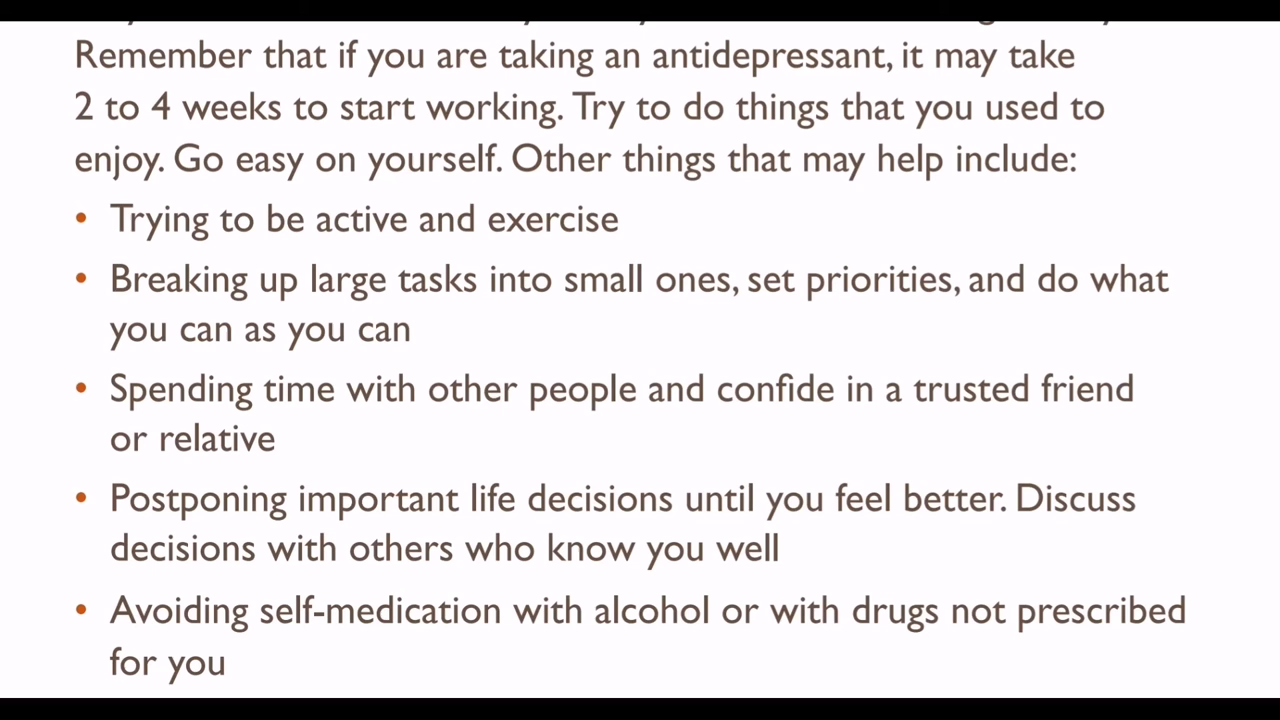 Remember that if you are taking an antidepressant, it may take
2 to 4 weeks to start working. Try to do things that you used to
enjoy. Go easy on yourself. Other things that may help include:
• Trying to be active and exercise
• Breaking up large tasks into small ones, set priorities, and do what
you can as you can
• Spending time with other people and confide in a trusted friend
or relative
• Postponing important life decisions until you feel better. Discuss
decisions with others who know you well
• Avoiding self-medication with alcohol or with drugs not prescribed
for you